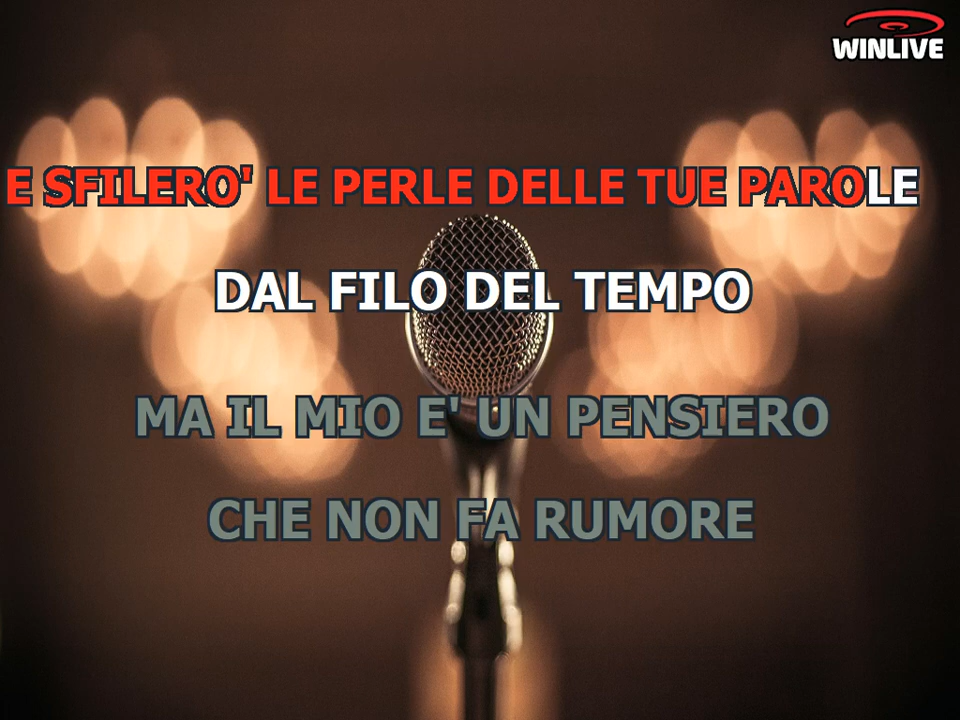 WINLIVE
E SFILERO' LE PERLE DELLE TUE PAROLE
DAL FILO DEL TEMPO
MA IL MIO E' UN PENSIERO
CHE NON FA RUMORE